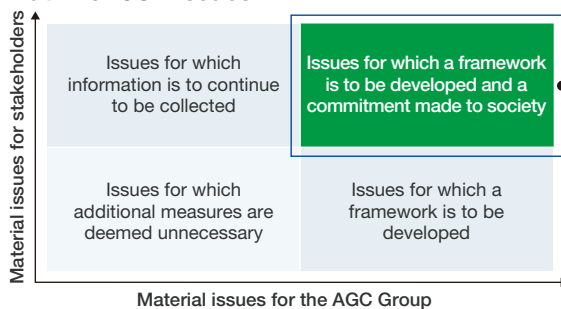 Material issues for stakeholders
Issues for which
information is to continue
to be collected
Issues for which a framework
is to be developed and a
commitment made to society
Issues for which
additional measures are
deemed unnecessary
Issues for which a
framework is to be
developed
Material issues for the AGC Group